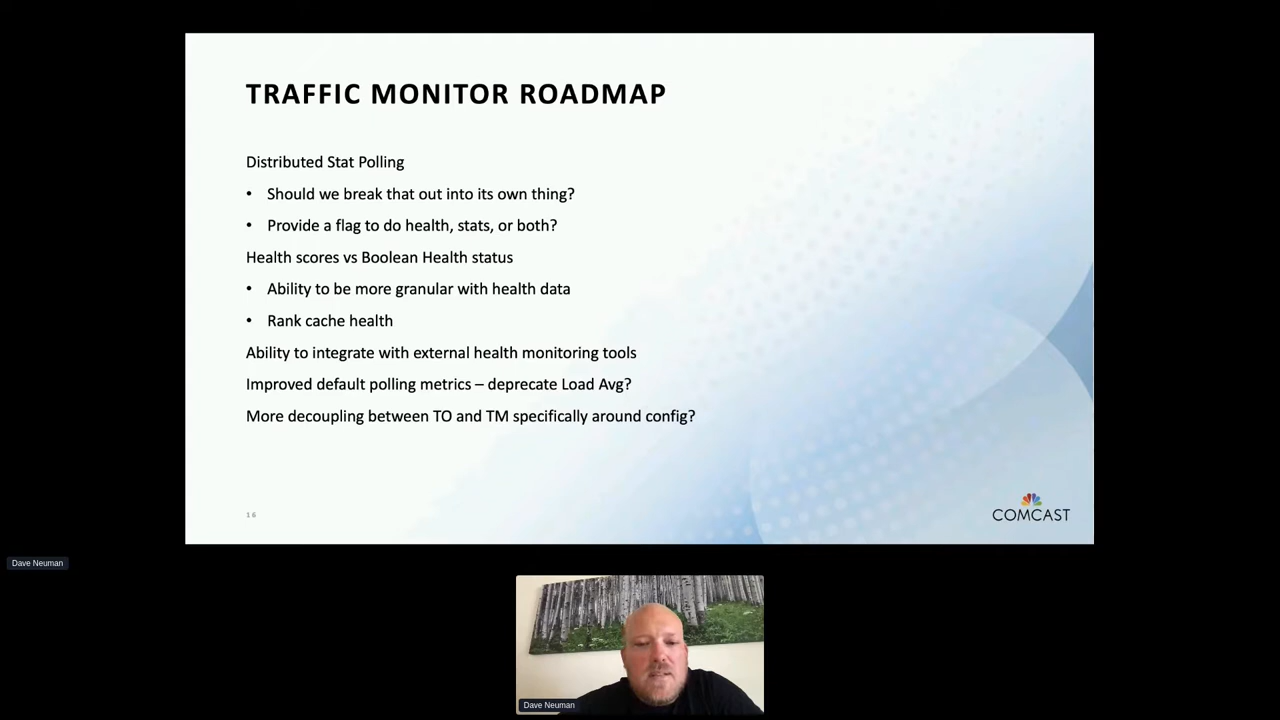 TRAFFIC MONITOR ROADMAP
Distributed Stat Polling
• Should we break that out into its own thing?
• Provide a flag to do health, stats, or both?
Health scores vs Boolean Health status
• Ability to be more granular with health data
• Rank cache health
Ability to integrate with external health monitoring tools
Improved default polling metrics – deprecate Load Avg?
More decoupling between TO and TM specifically around config?
16
COMCAST
Dave Neuman
Dave Neuman